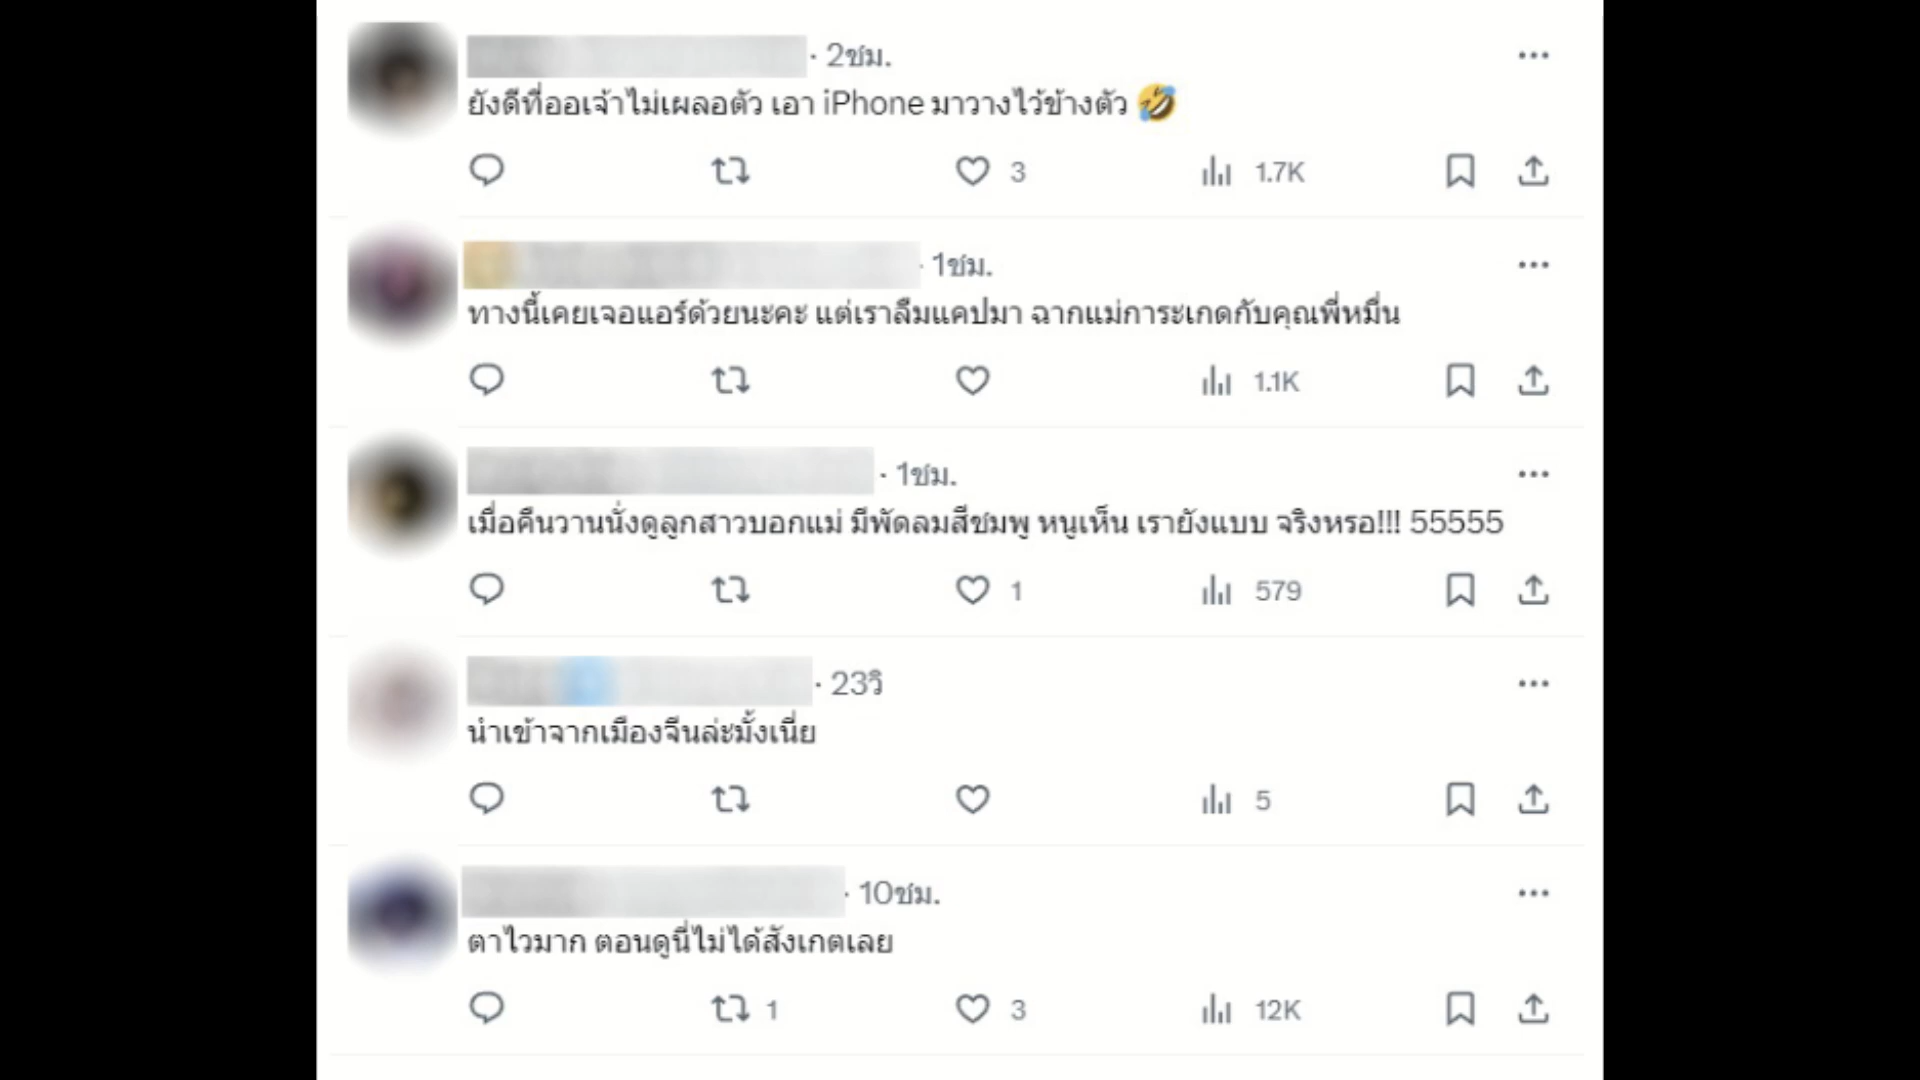 · 2ชม.
ยังดีที่ออเจ้าไม่เผลอตัว เอา iPhone มาวางไว้ข้างตัว 🤣
3 1.7K
· 1ชม.
ทางนี้เคยเจอแอร์ด้วยนะคะ แต่เราลืมแคปมา ฉากแม่การะเกดกับคุณพี่หมื่น
1.1K
· 1ชม.
เมื่อคืนวานนั่งดูลูกสาวบอกแม่ มีพัดลมสีชมพู หนูเห็น เรายังแบบ จริงหรอ!!! 55555
1 579
· 23วิ
นำเข้าจากเมืองจีนล่ะมั้งเนี่ย
5
· 10ชม.
ตาไวมาก ตอนดูนี่ไม่ได้สังเกตเลย
1 3 12K